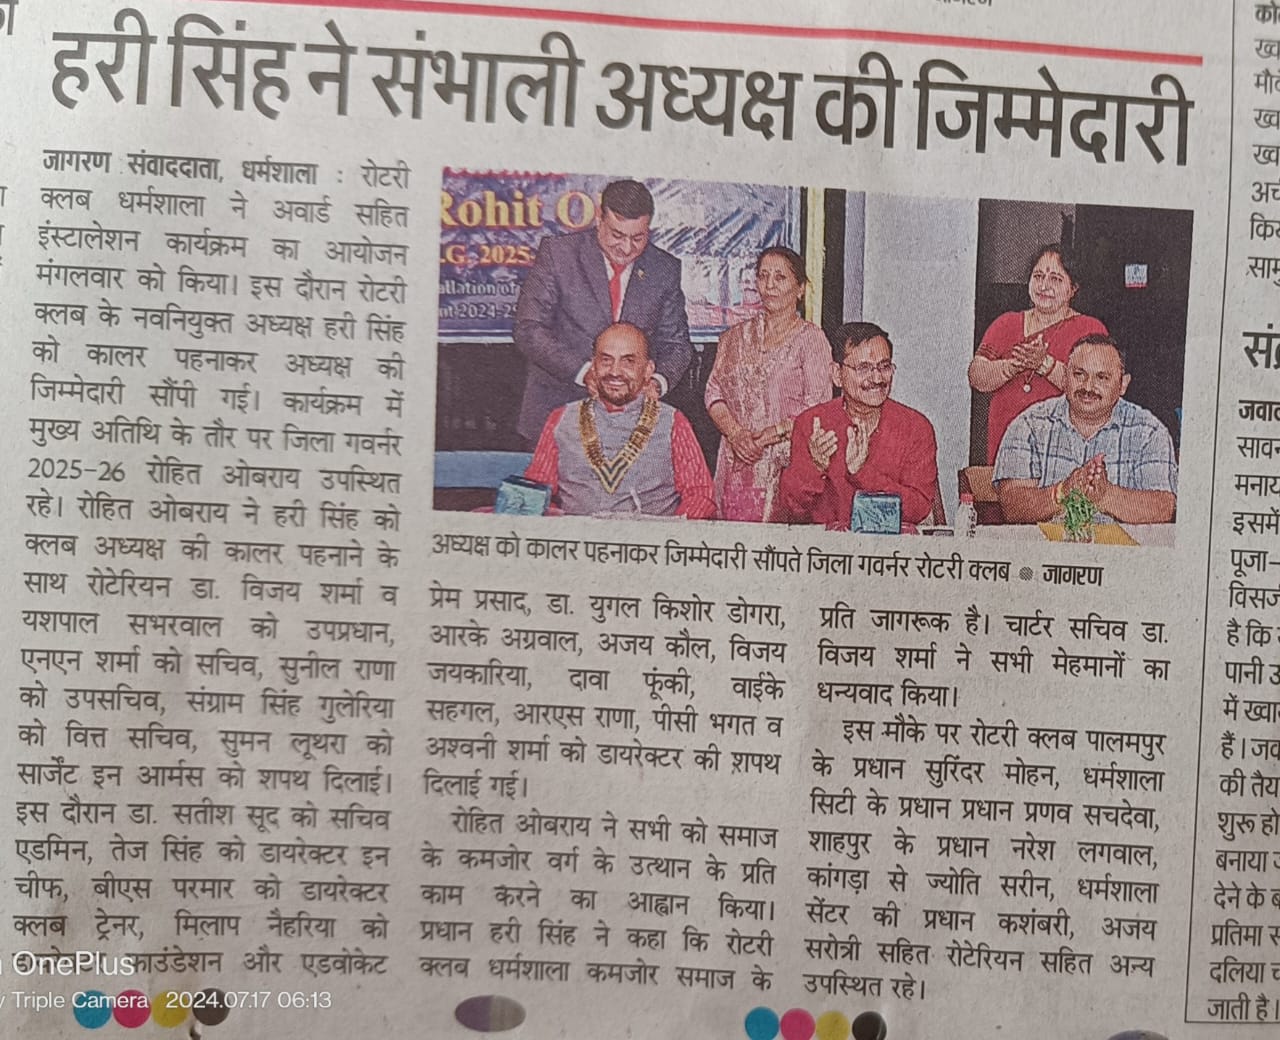 हरी सिंह ने संभाली अध्यक्ष की जिम्मेदारी
जागरण संवाददाता, धर्मशाला : रोटरी
क्लब धर्मशाला ने अवार्ड सहित
इंस्टालेशन कार्यक्रम का आयोजन
मंगलवार को किया। इस दौरान रोटरी
क्लब के नवनियुक्त अध्यक्ष हरी सिंह
को कालर पहनाकर अध्यक्ष की
जिम्मेदारी सौंपी गई। कार्यक्रम में
मुख्य अतिथि के तौर पर जिला गवर्नर
2025-26 रोहित ओबराय उपस्थित
रहे। रोहित ओबराय ने हरी सिंह को
क्लब अध्यक्ष की कालर पहनाने के
साथ रोटेरियन डा. विजय शर्मा व
यशपाल सभरवाल को उपप्रधान,
एनएन शर्मा को सचिव, सुनील राणा
को उपसचिव, संग्राम सिंह गुलेरिया
को वित्त सचिव, सुमन लूथरा को
सार्जेंट इन आर्मस को शपथ दिलाई।
इस दौरान डा. सतीश सूद को सचिव
एडमिन, तेज सिंह को डायरेक्टर इन
चीफ, बीएस परमार को डायरेक्टर
क्लब ट्रेनर, मिलाप नैहरिया को
फाउंडेशन और एडवोकेट
Rohit O
.G. 2025-
allation of
nt-2024-25
अध्यक्ष को कालर पहनाकर जिम्मेदारी सौंपते जिला गवर्नर रोटरी क्लब ● जागरण
प्रेम प्रसाद, डा. युगल किशोर डोगरा,
आरके अग्रवाल, अजय कौल, विजय
जयकारिया, दावा फूंकी, वाईके
सहगल, आरएस राणा, पीसी भगत व
अश्वनी शर्मा को डायरेक्टर की शपथ
दिलाई गई।
रोहित ओबराय ने सभी को समाज
के कमजोर वर्ग के उत्थान के प्रति
काम करने का आह्वान किया।
प्रधान हरी सिंह ने कहा कि रोटरी
क्लब धर्मशाला कमजोर समाज के
प्रति जागरूक है। चार्टर सचिव डा.
विजय शर्मा ने सभी मेहमानों का
धन्यवाद किया।
इस मौके पर रोटरी क्लब पालमपुर
के प्रधान सुरिंदर मोहन, धर्मशाला
सिटी के प्रधान प्रधान प्रणव सचदेवा,
शाहपुर के प्रधान नरेश लगवाल,
कांगड़ा से ज्योति सरीन, धर्मशाला
सेंटर की प्रधान कशंबरी, अजय
सरोत्री सहित रोटेरियन सहित अन्य
उपस्थित रहे।
जवा
सावन
मनाय
इसमें
पूजा-
विसज
है कि
पानी उ
में ख्वा
हैं। जव
की तैय
शुरू हो
बनाया
देने के ब
प्रतिमा स
दलिया च
जाती है।
OnePlus
Triple Camera 2024.07.17 06:13